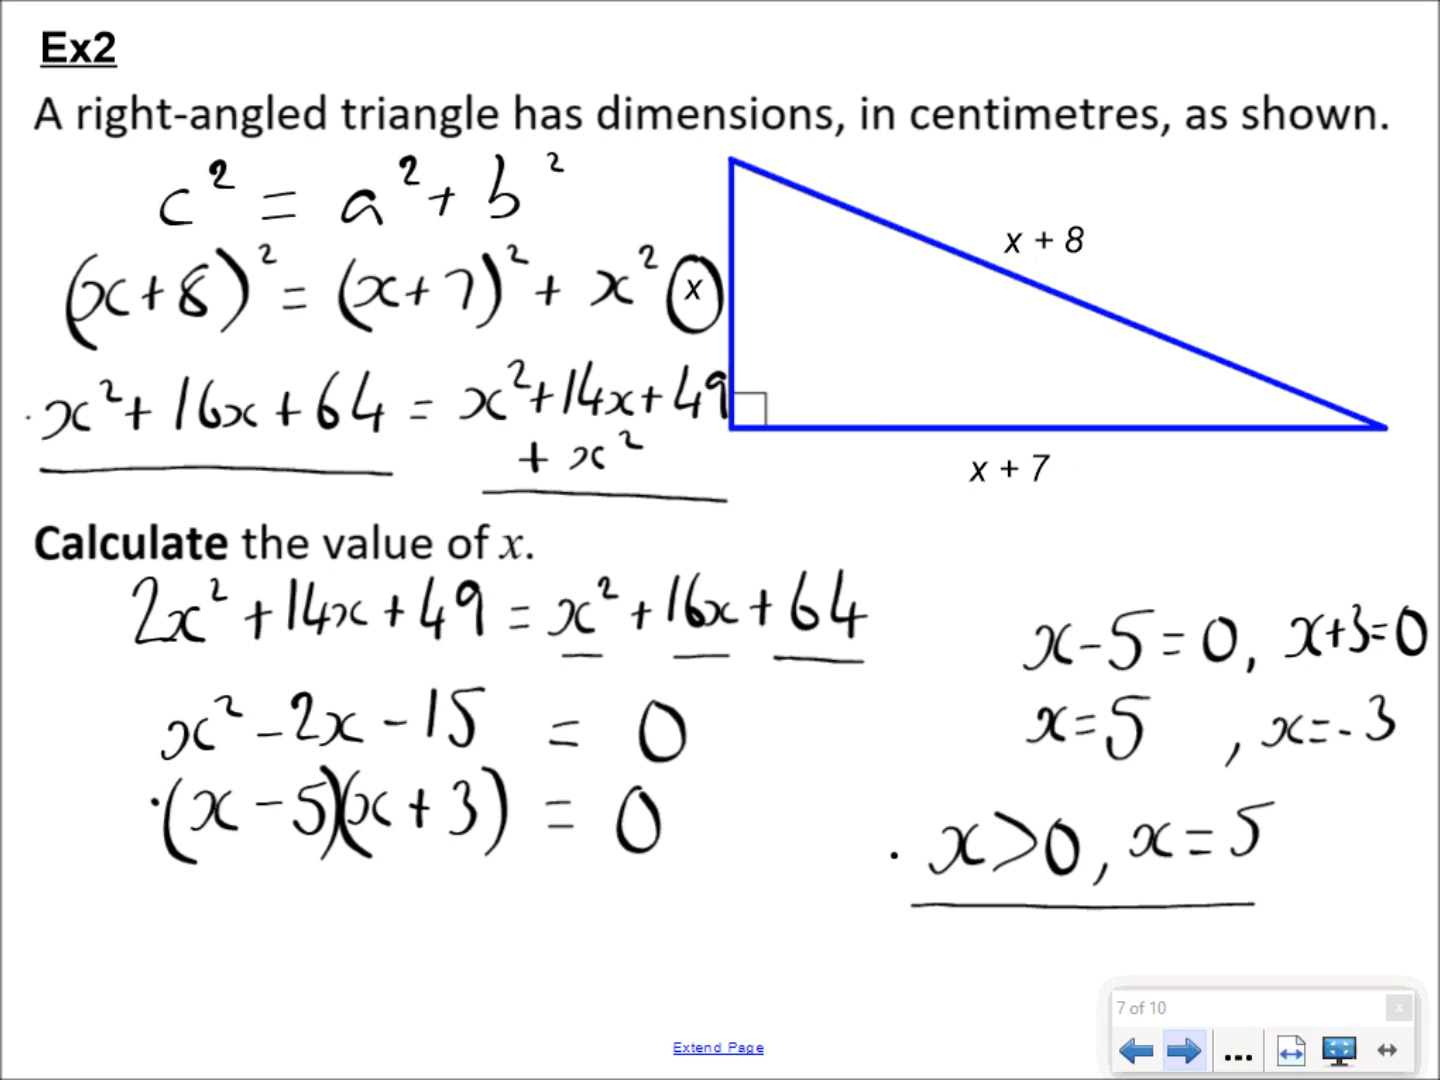 Ex2
A right-angled triangle has dimensions, in centimetres, as shown.
c² = a² + b²
x + 8
(x+8)² = (x+7)² + x²
x
x² + 16x + 64 = x² + 14x + 49
+ x²
x + 7
Calculate the value of x.
2x² + 14x + 49 = x² + 16x + 64
x - 5 = 0, x+3=0
x² - 2x - 15 = 0
x = 5 , x = -3
(x - 5)(x + 3) = 0
x > 0, x = 5
7 of 10
x
Extend Page
...